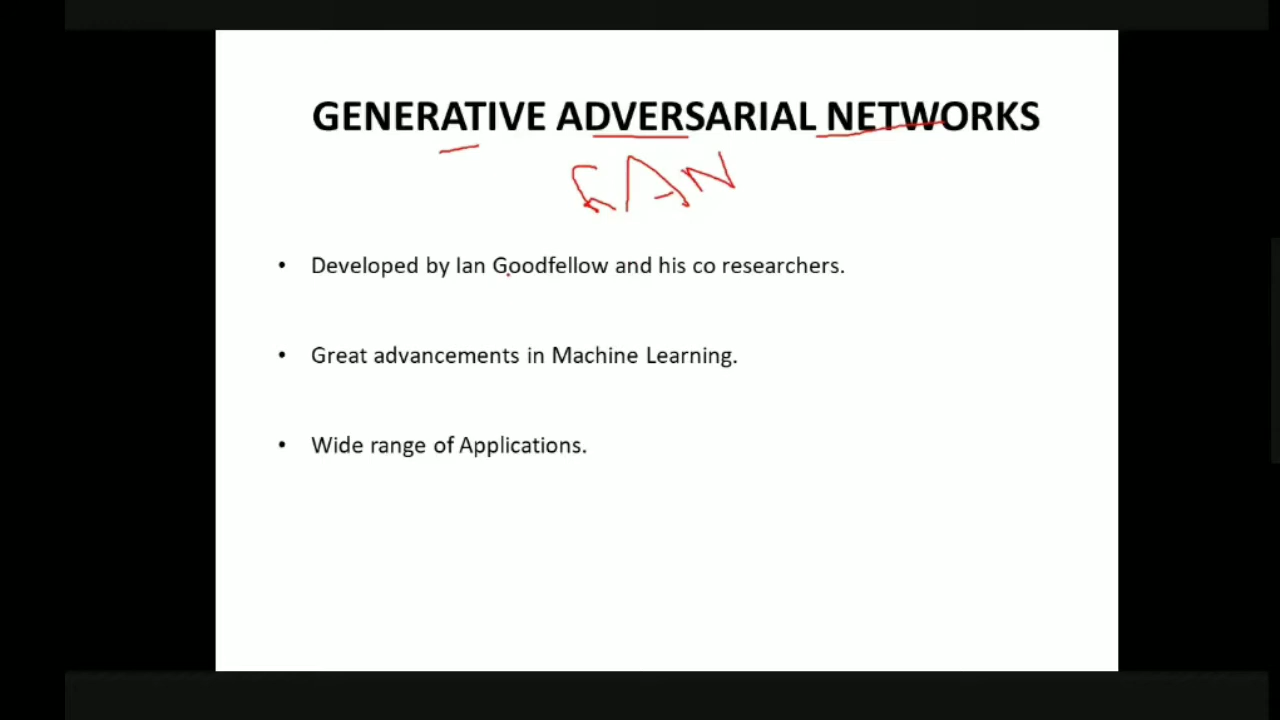 GENERATIVE ADVERSARIAL NETWORKS
GAN
• Developed by Ian Goodfellow and his co researchers.
• Great advancements in Machine Learning.
• Wide range of Applications.